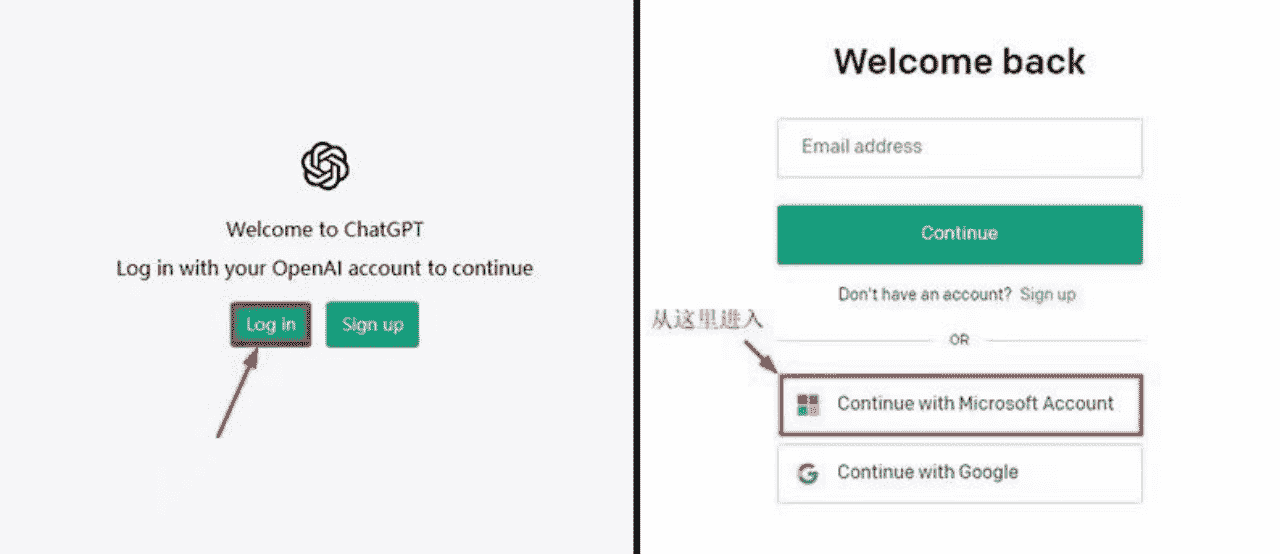 Welcome to ChatGPT
Log in with your OpenAI account to continue
Log in
Sign up
Welcome back
Email address
Continue
Don't have an account? Sign up
从这里进入
OR
Continue with Microsoft Account
Continue with Google